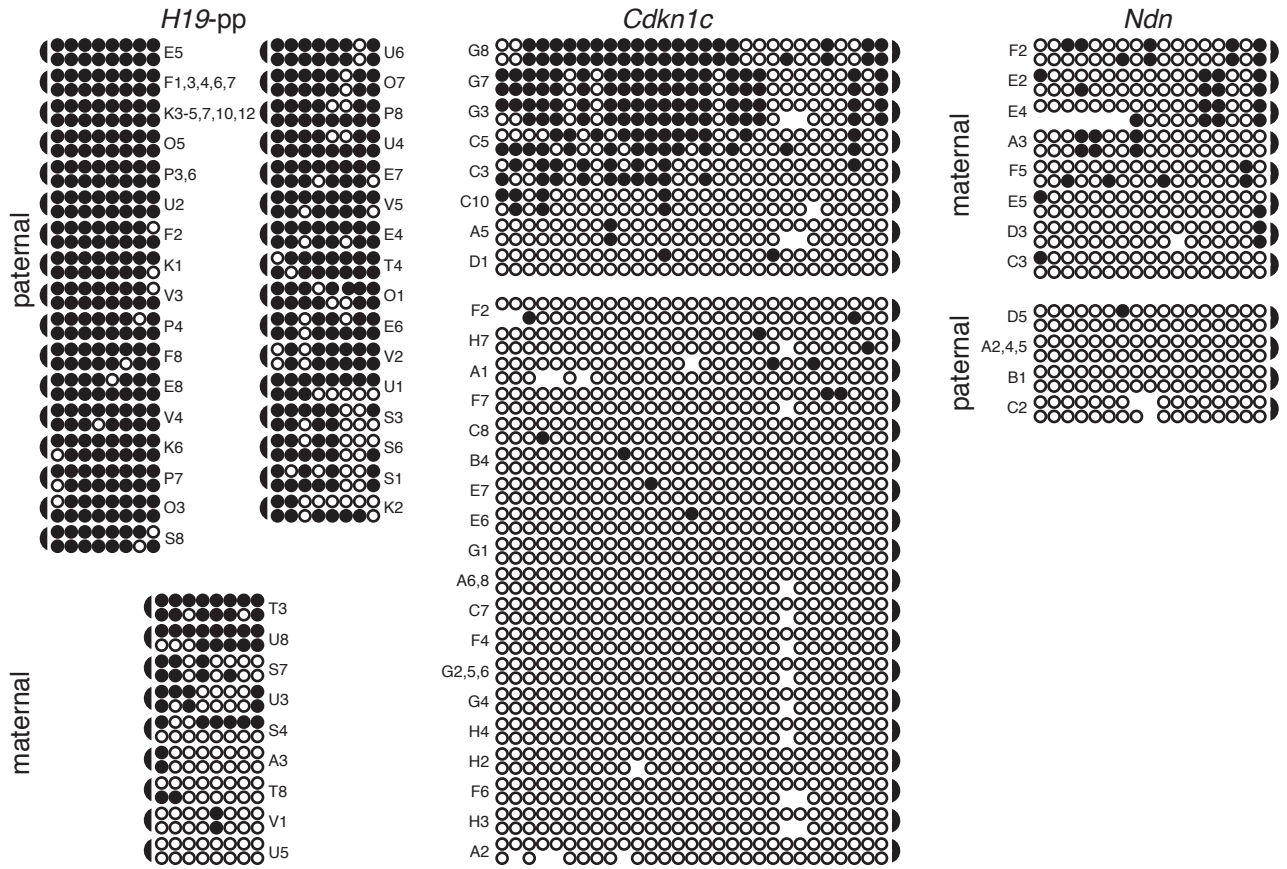 H19-pp
paternal
E5
F1,3,4,6,7
K3-5,7,10,12
O5
P3,6
U2
F2
K1
V3
P4
F8
E8
V4
K6
P7
O3
S8
U6
O7
P8
U4
E7
V5
E4
T4
O1
E6
V2
U1
S3
S6
S1
K2
maternal
T3
U8
S7
U3
S4
A3
T8
V1
U5
Cdkn1c
G8
G7
G3
C5
C3
C10
A5
D1
F2
H7
A1
F7
C8
B4
E7
E6
G1
A6,8
C7
F4
G2,5,6
G4
H4
H2
F6
H3
A2
Ndn
maternal
F2
E2
E4
A3
F5
E5
D3
C3
paternal
D5
A2,4,5
B1
C2